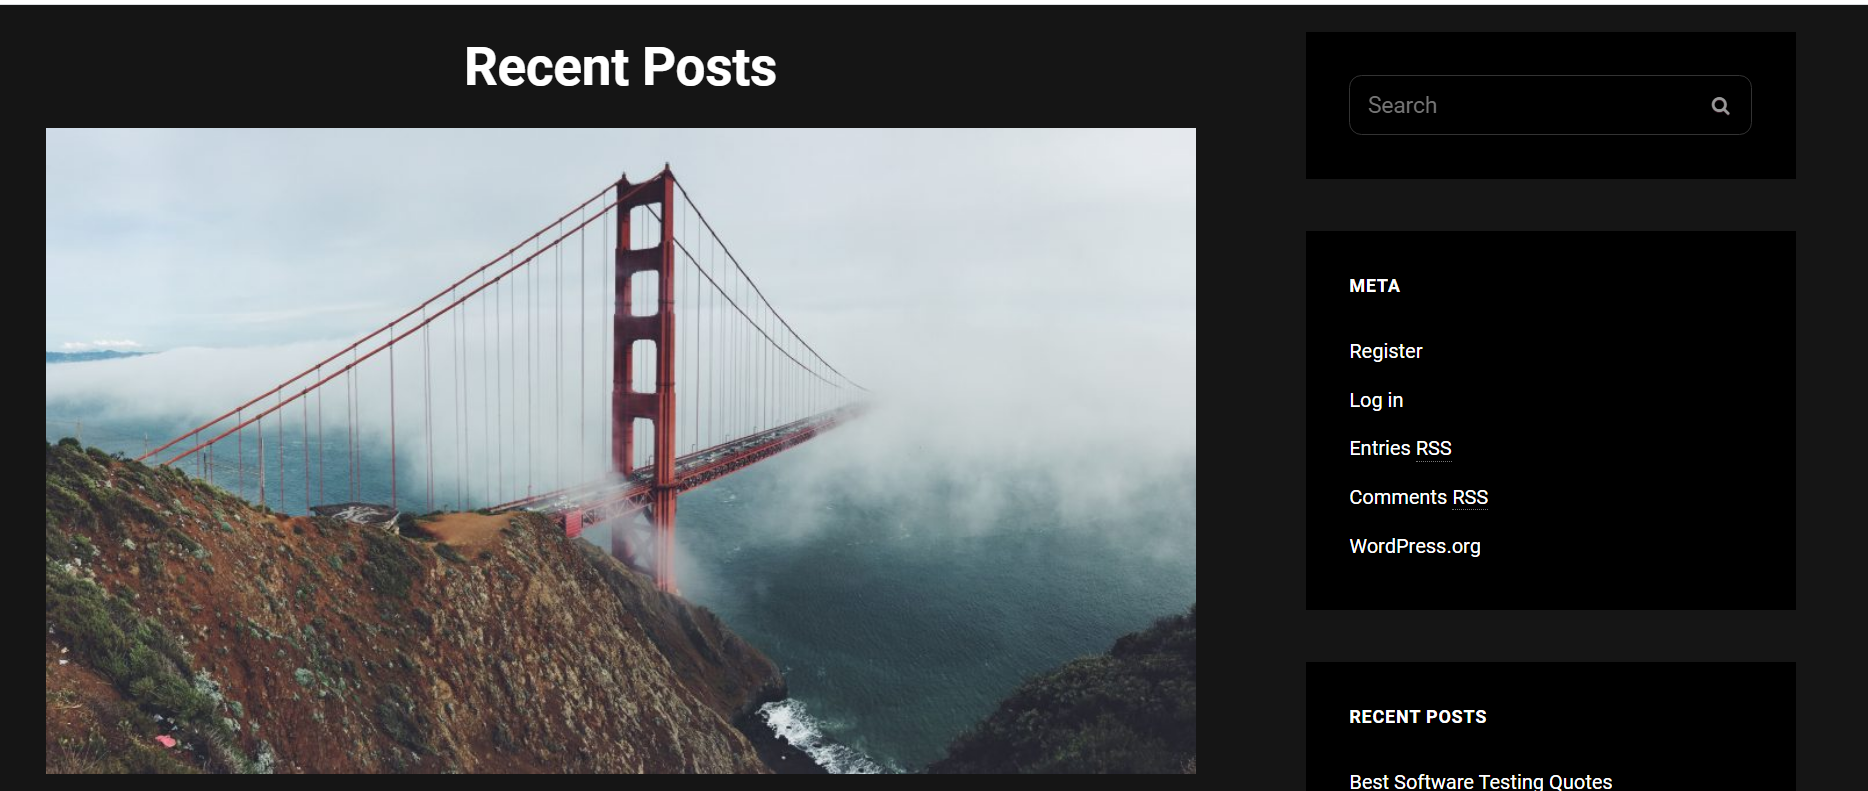 Recent Posts
Search
META
Register
Log in
Entries RSS
Comments RSS
WordPress.org
RECENT POSTS
Best Software Testing Quotes